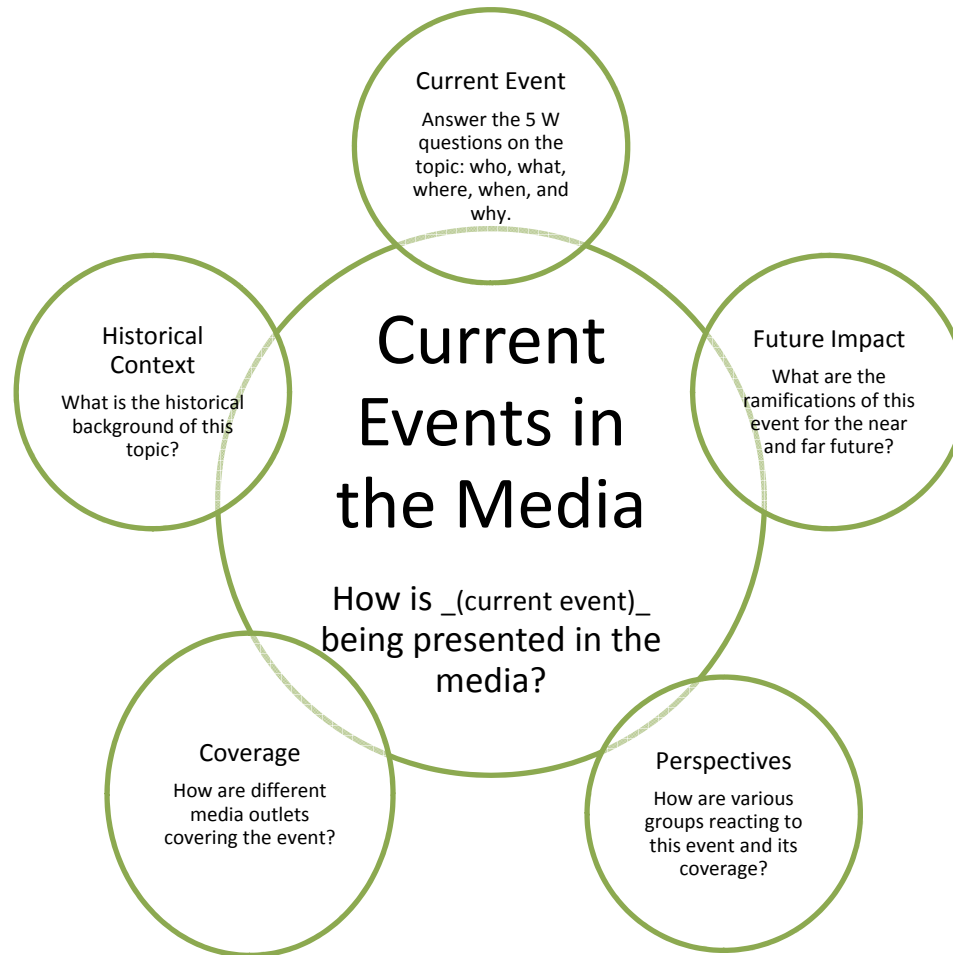 Current Event
Answer the 5 W
questions on the
topic: who, what,
where, when, and
why.
Historical
Context
What is the historical
background of this
topic?
Current
Events in
the Media
How is _(current event)_
being presented in the
media?
Future Impact
What are the
ramifications of this
event for the near
and far future?
Coverage
How are different
media outlets
covering the event?
Perspectives
How are various
groups reacting to
this event and its
coverage?